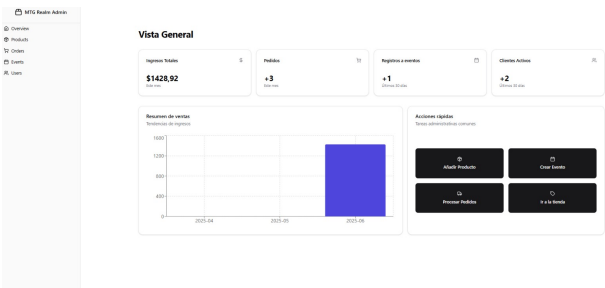 MTG Realm Admin
Overview
Products
Orders
Events
Users
Vista General
Ingresos Totales
$1428,92
Este mes
Pedidos
+3
Este mes
Registros a eventos
+1
Últimos 30 días
Clientes Activos
+2
Últimos 30 días
Resumen de ventas
Tendencias de ingresos
1600
1200
800
400
0
2025-04
2025-05
2025-06
Acciones rápidas
Tareas administrativas comunes
Añadir Producto
Crear Evento
Procesar Pedidos
Ir a la tienda